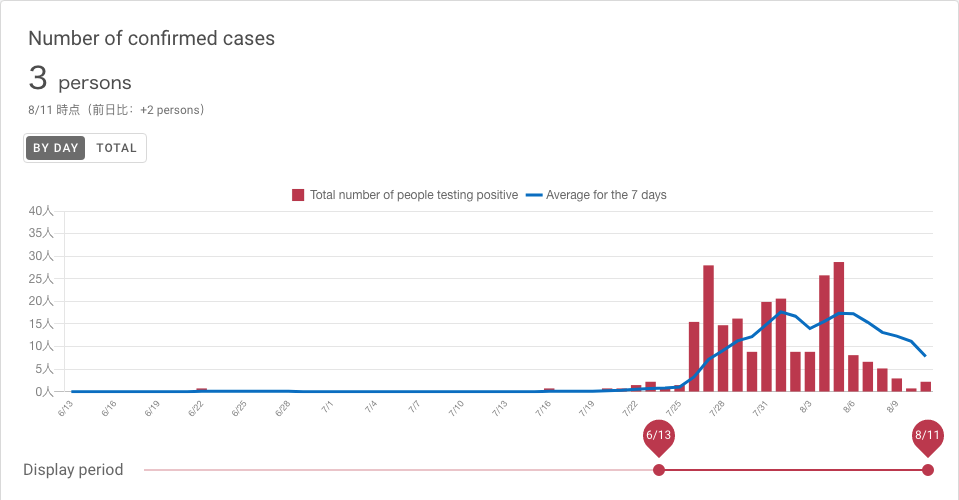 Number of confirmed cases
3 persons
8/11 時点（前日比：+2 persons）
BY DAY TOTAL
Total number of people testing positive Average for the 7 days
40人
35人
30人
25人
20人
15人
10人
5人
0人
6/13 6/16 6/19 6/22 6/25 6/28 7/1 7/4 7/7 7/10 7/13 7/16 7/19 7/22 7/25 7/28 7/31 8/3 8/6 8/9
6/13 8/11
Display period